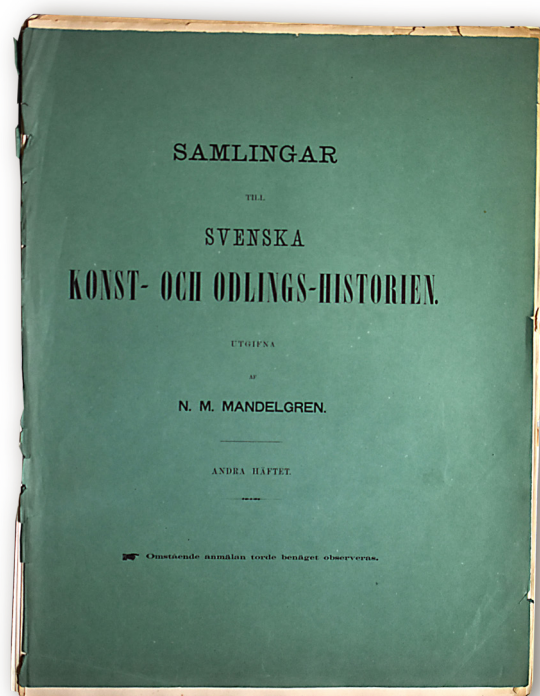 SAMLINGAR
TILL
SVENSKA
KONST- OCH ODLINGS-HISTORIEN.
UTGIFNA
AF
N. M. MANDELGREN.
ANDRA HÄFTET.
☛ Omstående anmälan torde benäget observeras.